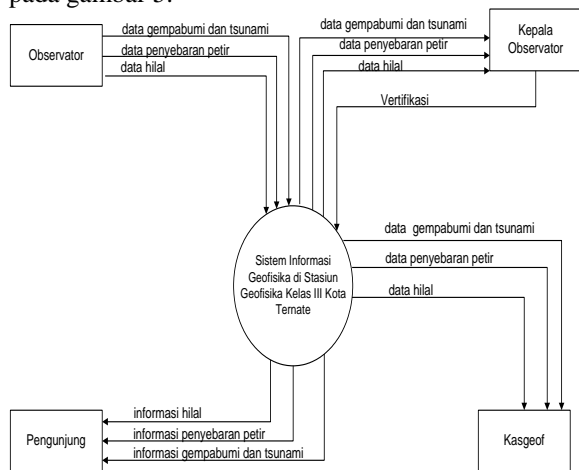 pada gambar 3.
Observator
data gempabumi dan tsunami
data penyebaran petir
data hilal
data gempabumi dan tsunami
data penyebaran petir
data hilal
Vertifikasi
Kepala
Observator
Sistem Informasi
Geofisika di Stasiun
Geofisika Kelas III Kota
Ternate
data gempabumi dan tsunami
data penyebaran petir
data hilal
informasi hilal
informasi penyebaran petir
informasi gempabumi dan tsunami
Pengunjung
Kasgeof